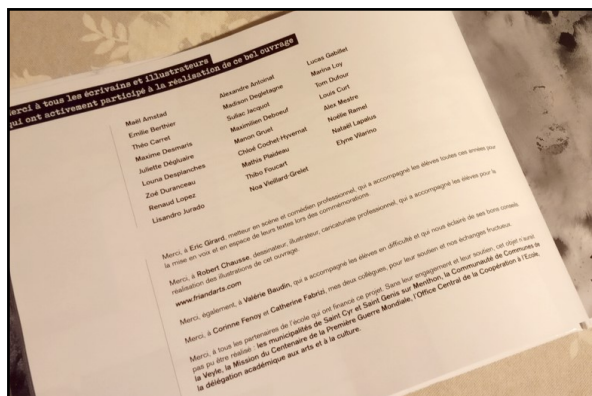 Merci à tous les écrivains et illustrateurs
qui ont activement participé à la réalisation de ce bel ouvrage
Maël Amstad
Emilie Berthier
Théo Carret
Maxime Desmaris
Juliette Dégluaire
Louna Desplanches
Zoé Duranceau
Renaud Lopez
Lisandro Jurado
Alexandre Antoinat
Madison Degletagne
Suliac Jacquot
Maximilien Deboeuf
Manon Gruet
Chloé Cochet-Hyvernat
Mathis Plaideau
Thibo Foucart
Noa Vieillard-Grelet
Lucas Gabillet
Marina Loy
Tom Dufour
Louis Curt
Alex Mestre
Noëlie Ramel
Nataël Lapalus
Elyne Vilarino
Merci, à Eric Girard, metteur en scène et comédien professionnel, qui a accompagné les élèves toutes ces années pour
la mise en voix et en espace de leurs textes lors des commémorations.
Merci, à Robert Chausse, dessinateur, illustrateur, caricaturiste professionnel, qui a accompagné les élèves pour la
réalisation des illustrations de cet ouvrage.
www.friandarts.com
Merci, également, à Valérie Baudin, qui a accompagné les élèves en difficulté et qui nous éclairé de ses bons conseils
Merci, à Corinne Fenoy et Catherine Fabrizi, mes deux collègues, pour leur soutien et nos échanges fructueux.
Merci, à tous les partenaires de l'école qui ont financé ce projet. Sans leur engagement et leur soutien, cet objet n'aurait
pas pu être réalisé : les municipalités de Saint Cyr et Saint Genis sur Menthon, la Communauté de Communes de
la Veyle, la Mission du Centenaire de la Première Guerre Mondiale, l'Office Central de la Coopération à l'Ecole,
la délégation académique aux arts et à la culture.